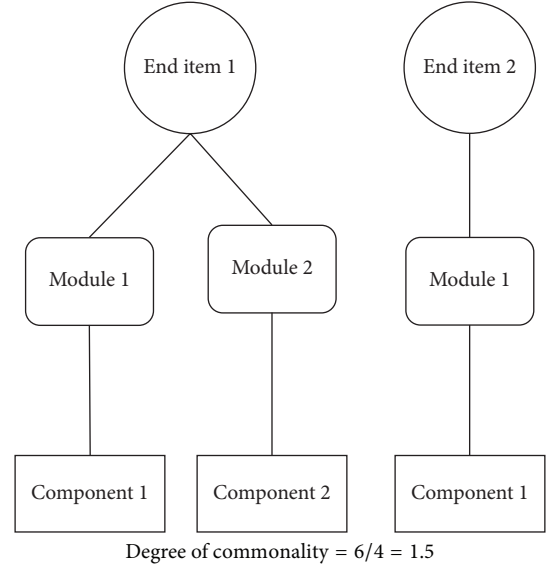 End item 1
End item 2
Module 1
Module 2
Module 1
Component 1
Component 2
Component 1
Degree of commonality = 6/4 = 1.5